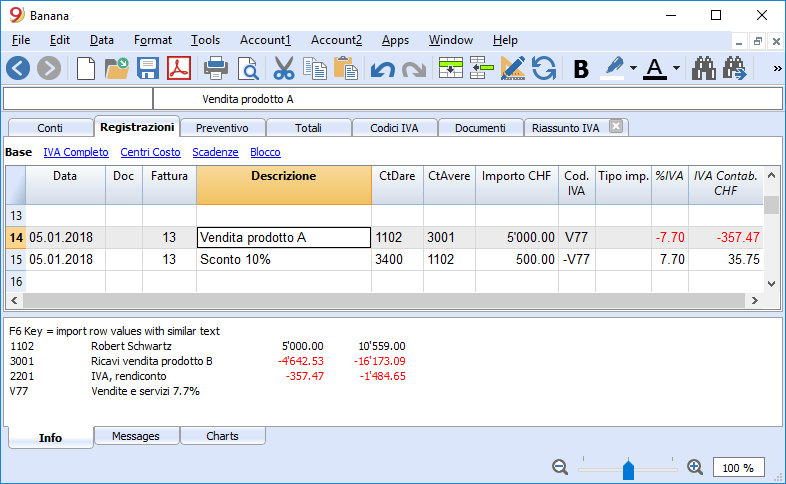 Banana
File Edit Data Format Tools Account1 Account2 Apps Window Help
B A »
Vendita prodotto A
Conti Registrazioni Preventivo Totali Codici IVA Documenti Riassunto IVA
Base IVA Completo Centri Costo Scadenze Blocco
Data Doc Fattura Descrizione CtDare CtAvere Importo CHF Cod. IVA Tipo imp. %IVA IVA Contab. CHF
13
14 05.01.2018 13 Vendita prodotto A 1102 3001 5'000.00 V77 -7.70 -357.47
15 05.01.2018 13 Sconto 10% 3400 1102 500.00 -V77 7.70 35.75
16
F6 Key = import row values with similar text
1102 Robert Schwartz 5'000.00 10'559.00
3001 Ricavi vendita prodotto B -4'642.53 -16'173.09
2201 IVA, rendiconto -357.47 -1'484.65
V77 Vendite e servizi 7.7%
Info Messages Charts
100 %